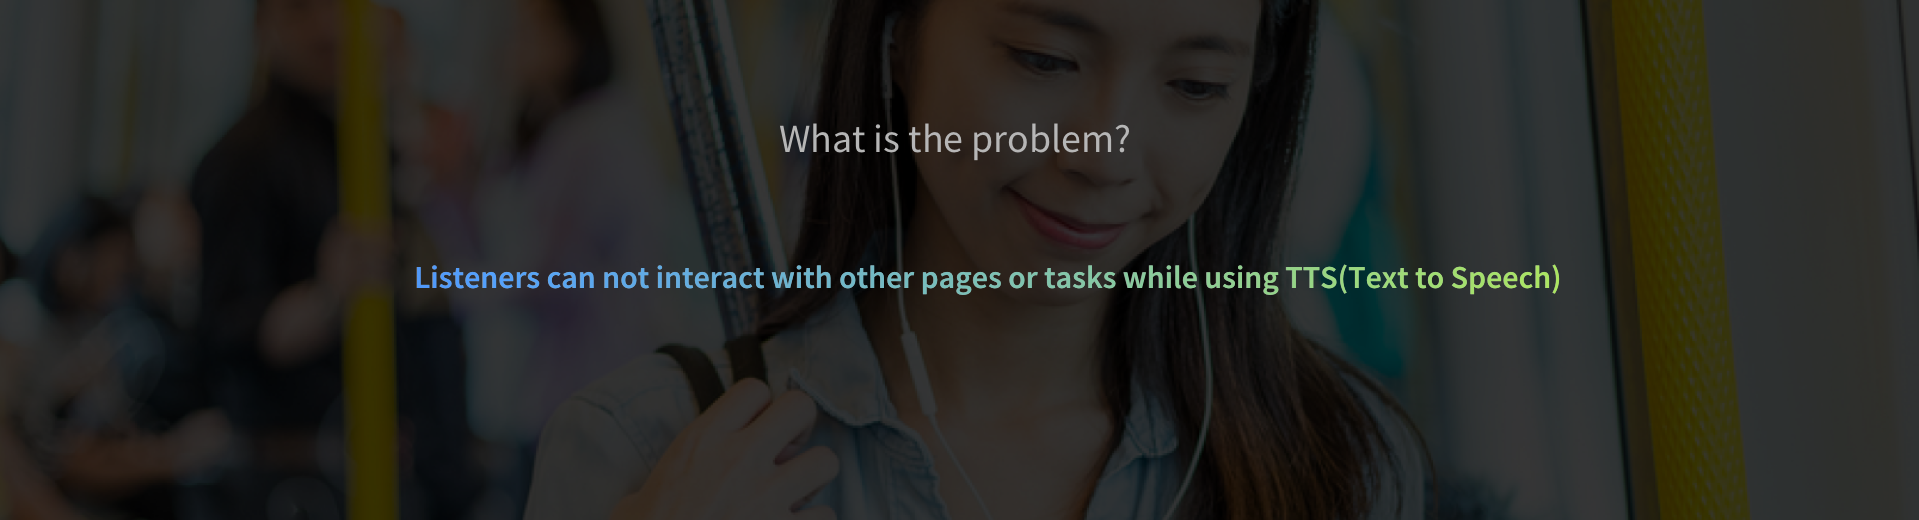 What is the problem?
Listeners can not interact with other pages or tasks while using TTS(Text to Speech)